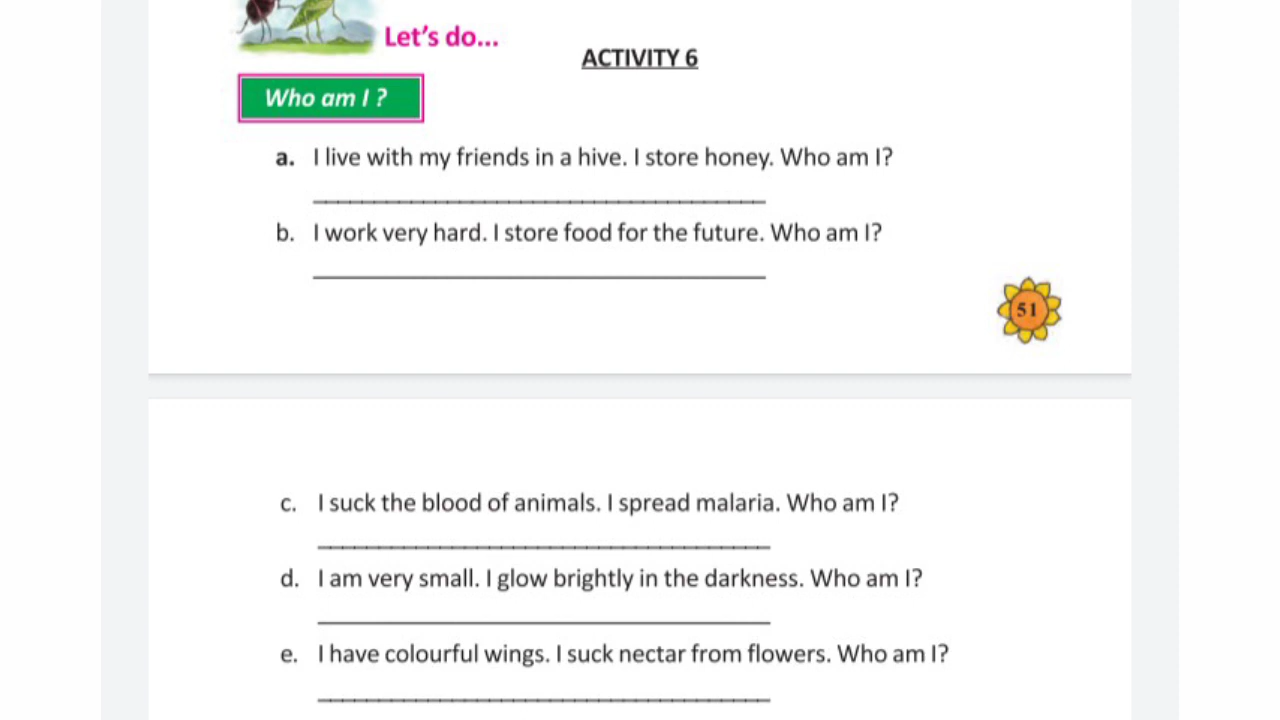 Let's do...
ACTIVITY 6
Who am I ?
a. I live with my friends in a hive. I store honey. Who am I?
b. I work very hard. I store food for the future. Who am I?
51
c. I suck the blood of animals. I spread malaria. Who am I?
d. I am very small. I glow brightly in the darkness. Who am I?
e. I have colourful wings. I suck nectar from flowers. Who am I?